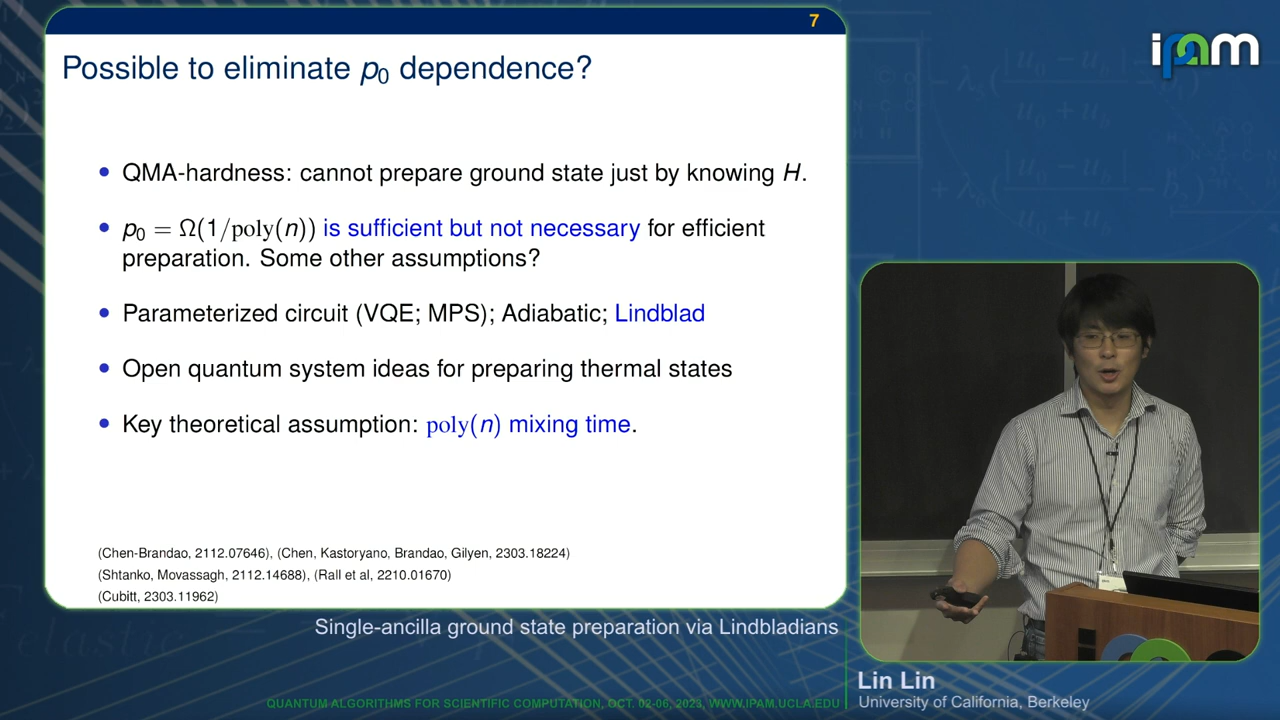 7
ipam
Possible to eliminate p₀ dependence?
• QMA-hardness: cannot prepare ground state just by knowing H.
• p₀ = Ω(1/poly(n)) is sufficient but not necessary for efficient
preparation. Some other assumptions?
• Parameterized circuit (VQE; MPS); Adiabatic; Lindblad
• Open quantum system ideas for preparing thermal states
• Key theoretical assumption: poly(n) mixing time.
(Chen-Brandao, 2112.07646), (Chen, Kastoryano, Brandao, Gilyen, 2303.18224)
(Shtanko, Movassagh, 2112.14688), (Rall et al, 2210.01670)
(Cubitt, 2303.11962)
Single-ancilla ground state preparation via Lindbladians
Lin Lin
University of California, Berkeley
QUANTUM ALGORITHMS FOR SCIENTIFIC COMPUTATION, OCT. 02-06, 2023, WWW.IPAM.UCLA.EDU